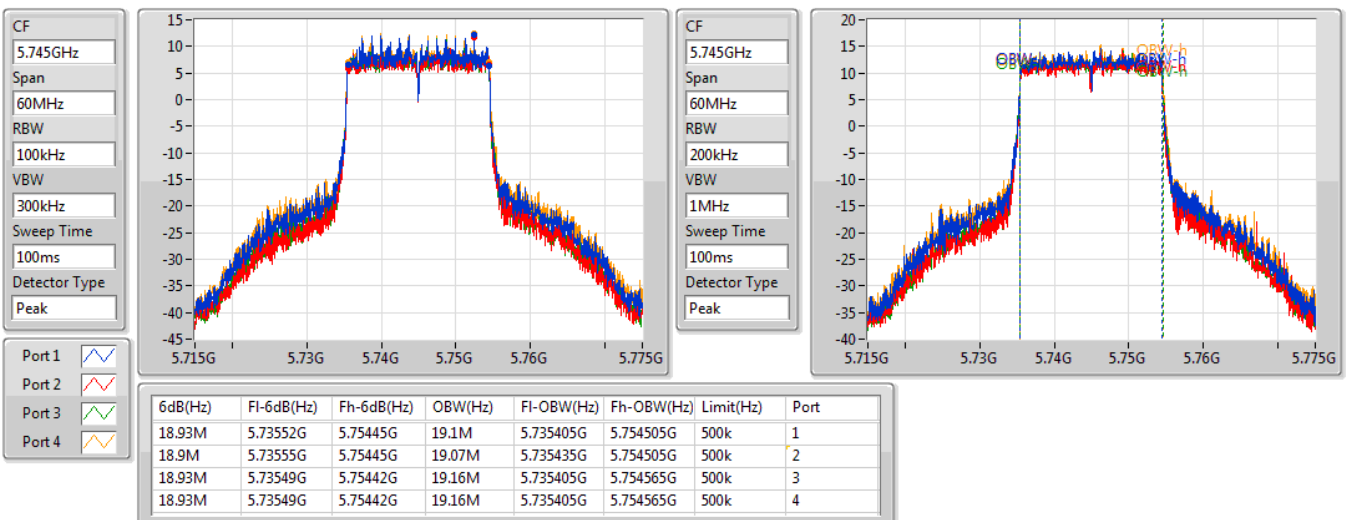 CF
5.745GHz
Span
60MHz
RBW
100kHz
VBW
300kHz
Sweep Time
100ms
Detector Type
Peak
15
10
5
0
-5
-10
-15
-20
-25
-30
-35
-40
-45
5.715G 5.73G 5.74G 5.75G 5.76G 5.775G
CF
5.745GHz
Span
60MHz
RBW
200kHz
VBW
1MHz
Sweep Time
100ms
Detector Type
Peak
20
15
10
5
0
-5
-10
-15
-20
-25
-30
-35
-40
OBW-h
OBW-h
5.715G 5.73G 5.74G 5.75G 5.76G 5.775G
Port 1
Port 2
Port 3
Port 4
6dB(Hz) Fl-6dB(Hz) Fh-6dB(Hz) OBW(Hz) Fl-OBW(Hz) Fh-OBW(Hz) Limit(Hz) Port
18.93M 5.73552G 5.75445G 19.1M 5.735405G 5.754505G 500k 1
18.9M 5.73555G 5.75445G 19.07M 5.735435G 5.754505G 500k 2
18.93M 5.73549G 5.75442G 19.16M 5.735405G 5.754565G 500k 3
18.93M 5.73549G 5.75442G 19.16M 5.735405G 5.754565G 500k 4